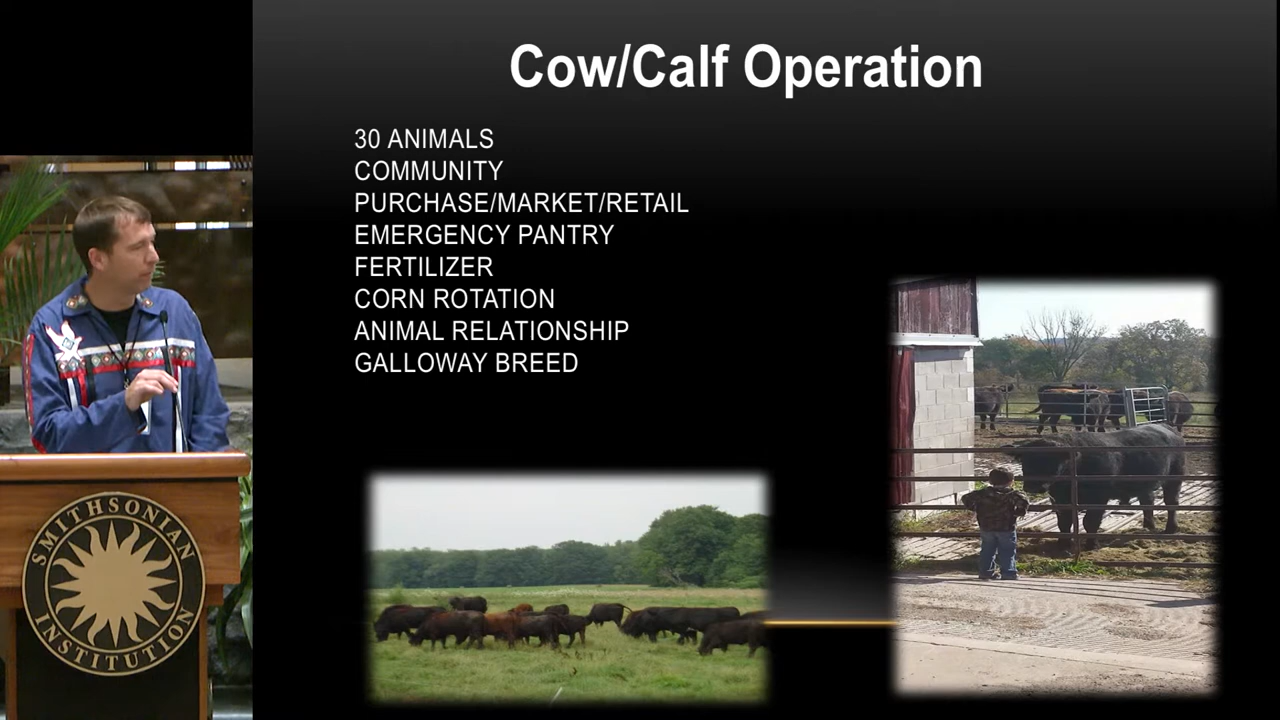 Cow/Calf Operation
30 ANIMALS
COMMUNITY
PURCHASE/MARKET/RETAIL
EMERGENCY PANTRY
FERTILIZER
CORN ROTATION
ANIMAL RELATIONSHIP
GALLOWAY BREED
SMITHSONIAN
INSTITUTION